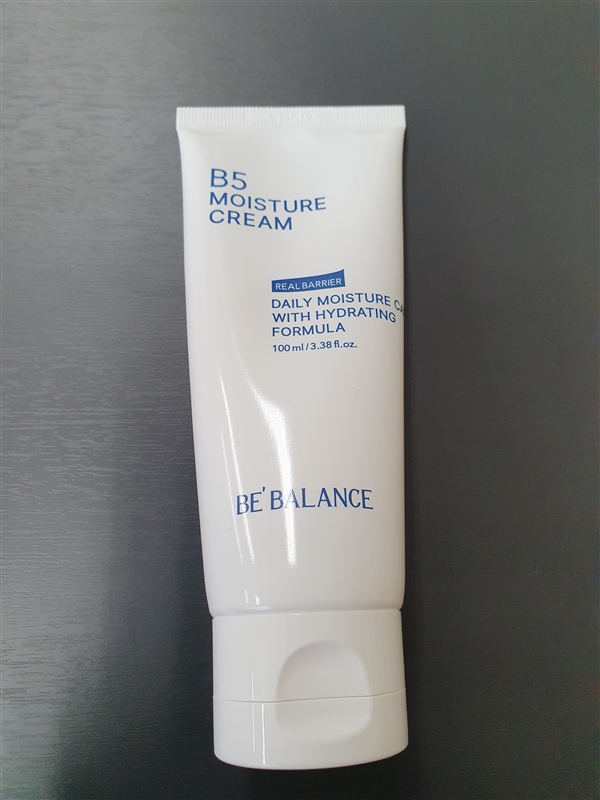 B5
MOISTURE
CREAM
REAL BARRIER
DAILY MOISTURE
WITH HYDRATING
FORMULA
100 ml / 3.38 fl.oz.
BE' BALANCE